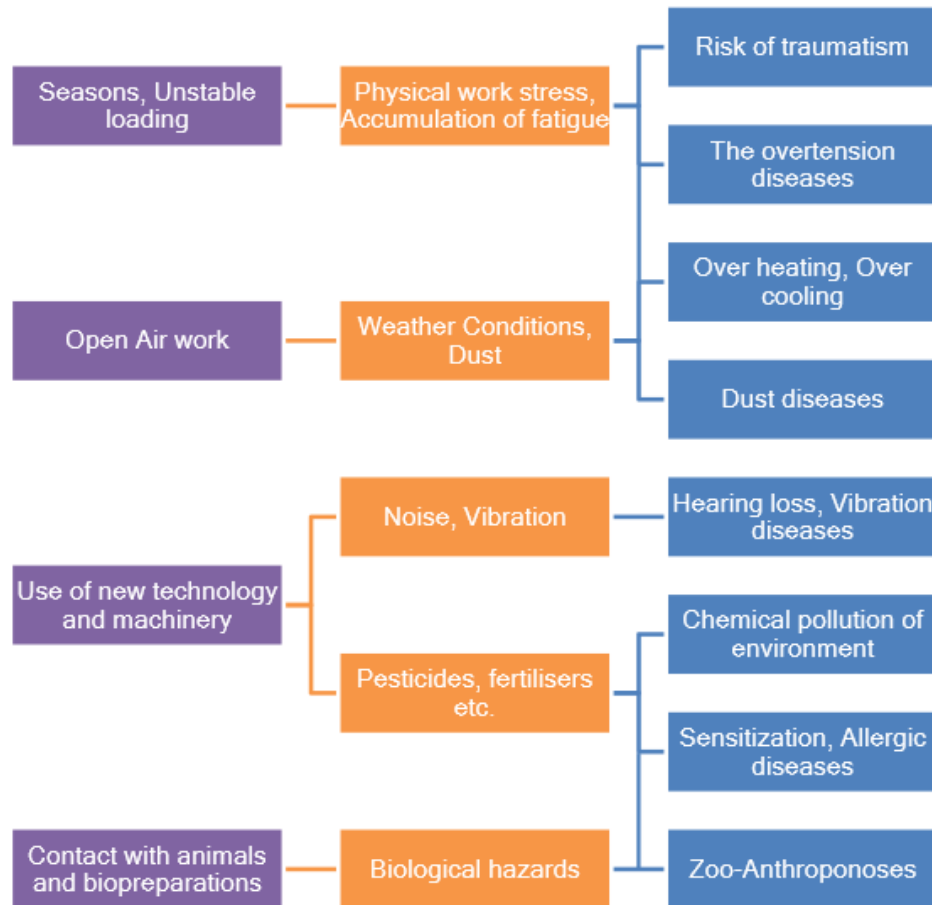 Risk of traumatism
Seasons, Unstable
loading
Physical work stress,
Accumulation of fatigue
The overtension
diseases
Over heating, Over
cooling
Open Air work
Weather Conditions,
Dust
Dust diseases
Noise, Vibration
Hearing loss, Vibration
diseases
Use of new technology
and machinery
Chemical pollution of
environment
Pesticides, fertilisers
etc.
Sensitization, Allergic
diseases
Contact with animals
and biopreparations
Biological hazards
Zoo-Anthroponoses